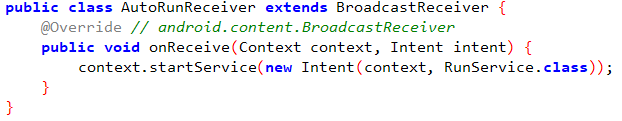 public class AutoRunReceiver extends BroadcastReceiver {
    @Override // android.content.BroadcastReceiver
    public void onReceive(Context context, Intent intent) {
        context.startService(new Intent(context, RunService.class));
    }
}